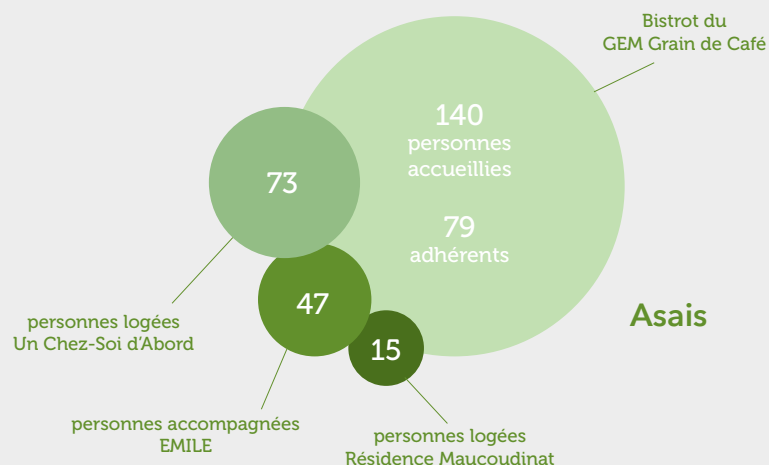 Bistrot du
GEM Grain de Café
140
personnes
accueillies
79
adhérents
73
personnes logées
Un Chez-Soi d’Abord
47
personnes accompagnées
EMILE
15
personnes logées
Résidence Maucoudinat
Asais